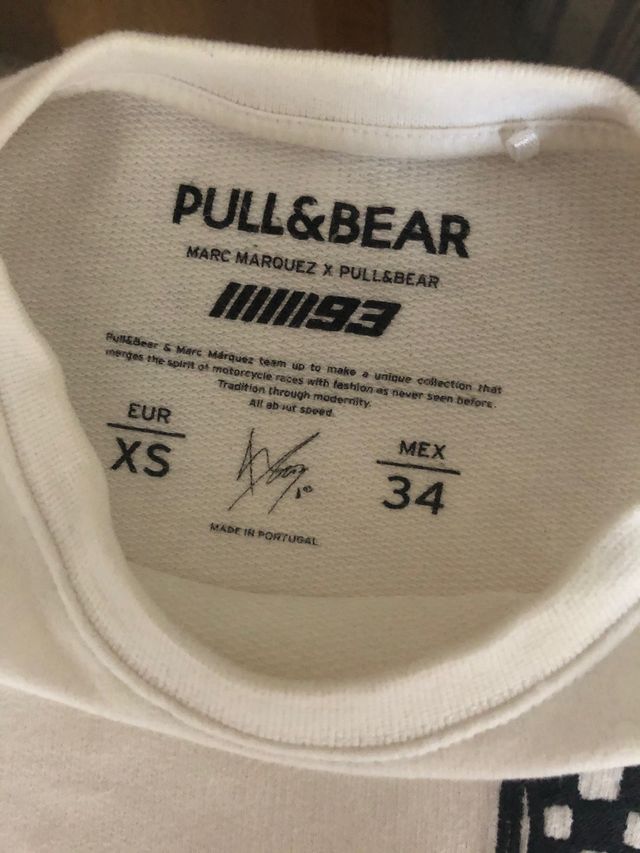 PULL&BEAR
MARC MARQUEZ X PULL&BEAR
93
Pull&Bear & Marc Márquez team up to make a unique collection that
merges the spirit of motorcycle races with fashion as never seen before.
Tradition through modernity.
All ab ut speed.
EUR
XS
MEX
34
MADE IN PORTUGAL